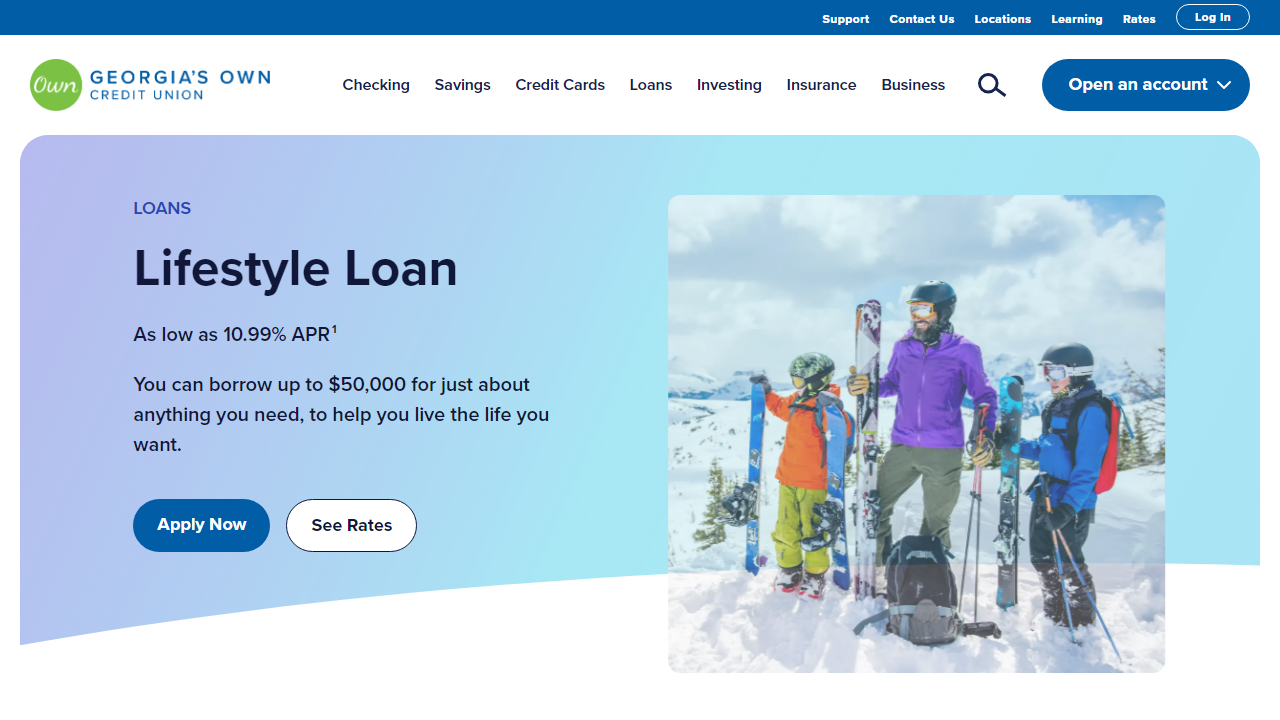 Support Contact Us Locations Learning Rates Log In
Own GEORGIA'S OWN
CREDIT UNION
Checking Savings Credit Cards Loans Investing Insurance Business Open an account
LOANS
Lifestyle Loan
As low as 10.99% APR¹
You can borrow up to $50,000 for just about
anything you need, to help you live the life you
want.
Apply Now See Rates